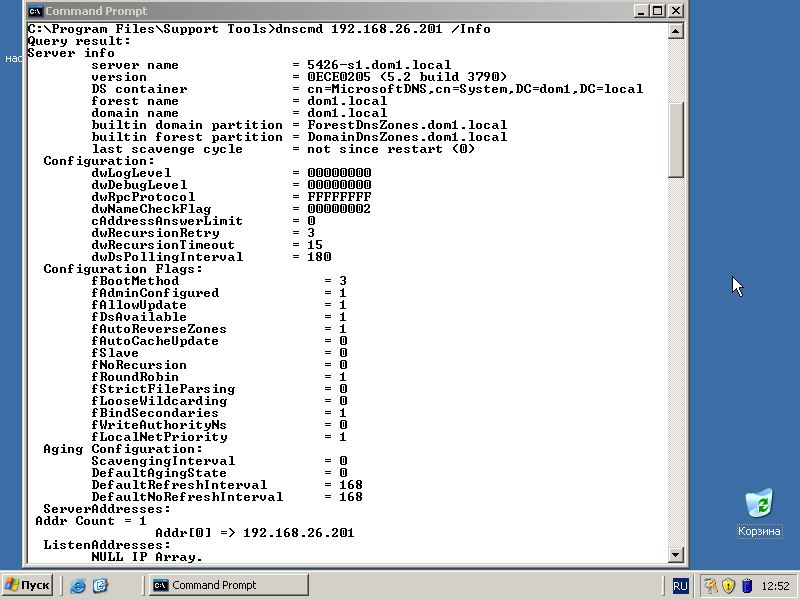 Command Prompt
C:\Program Files\Support Tools>dnscmd 192.168.26.201 /Info
Query result:
Server info
server name = 5426-s1.dom1.local
version = 0ECE0205 (5.2 build 3790)
DS container = cn=MicrosoftDNS,cn=System,DC=dom1,DC=local
forest name = dom1.local
domain name = dom1.local
builtin domain partition = ForestDnsZones.dom1.local
builtin forest partition = DomainDnsZones.dom1.local
last scavenge cycle = not since restart (0)
Configuration:
dwLogLevel = 00000000
dwDebugLevel = 00000000
dwRpcProtocol = FFFFFFFF
dwNameCheckFlag = 00000002
cAddressAnswerLimit = 0
dwRecursionRetry = 3
dwRecursionTimeout = 15
dwDsPollingInterval = 180
Configuration Flags:
fBootMethod = 3
fAdminConfigured = 1
fAllowUpdate = 1
fDsAvailable = 1
fAutoReverseZones = 1
fAutoCacheUpdate = 0
fSlave = 0
fNoRecursion = 0
fRoundRobin = 1
fStrictFileParsing = 0
fLooseWildcarding = 0
fBindSecondaries = 1
fWriteAuthorityNs = 0
fLocalNetPriority = 1
Aging Configuration:
ScavengingInterval = 0
DefaultAgingState = 0
DefaultRefreshInterval = 168
DefaultNoRefreshInterval = 168
ServerAddresses:
Addr Count = 1
Addr[0] => 192.168.26.201
ListenAddresses:
NULL IP Array.
Корзина
Пуск
Command Prompt
RU
12:52